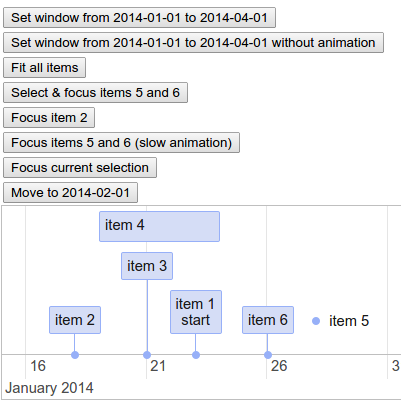 Set window from 2014-01-01 to 2014-04-01
Set window from 2014-01-01 to 2014-04-01 without animation
Fit all items
Select & focus items 5 and 6
Focus item 2
Focus items 5 and 6 (slow animation)
Focus current selection
Move to 2014-02-01
item 4
item 3
item 1
start
item 2
item 6
item 5
16
21
26
3
January 2014